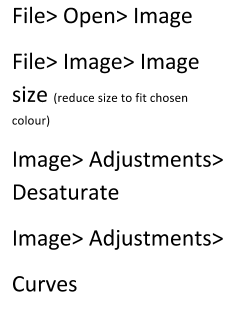 File> Open> Image
File> Image> Image
size (reduce size to fit chosen
colour)
Image> Adjustments>
Desaturate
Image> Adjustments>
Curves